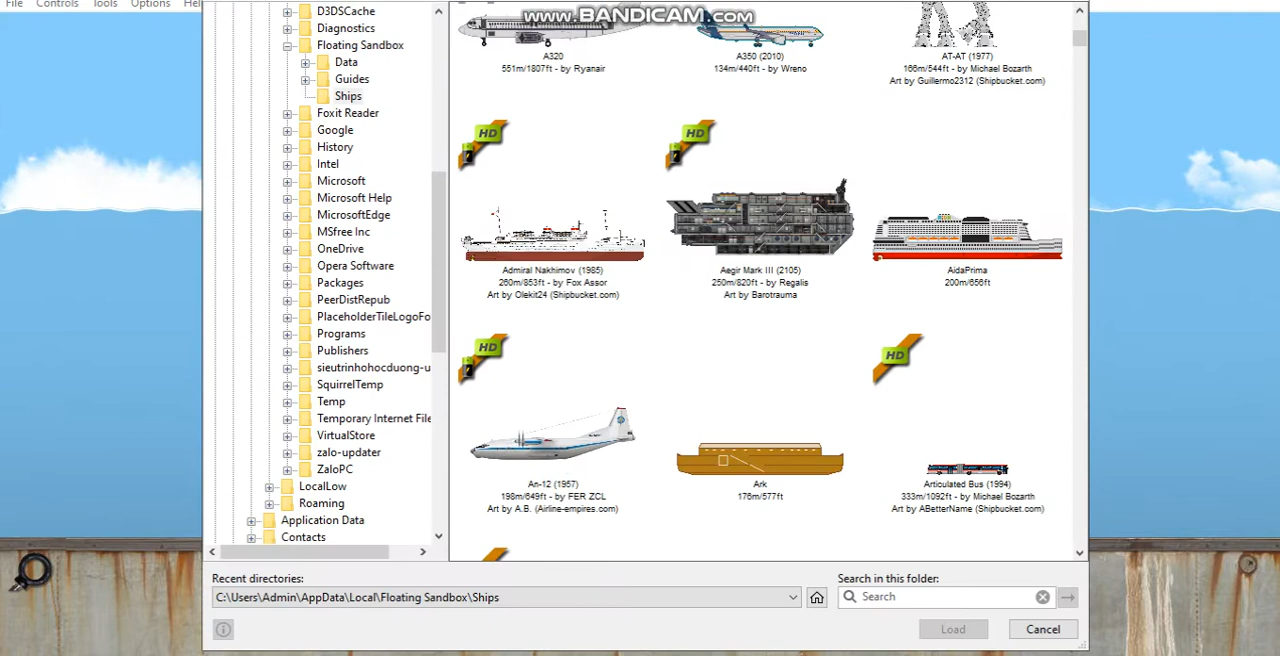 File Controls Tools Options Hel
www.BANDICAM.com
D3DSCache
Diagnostics
Floating Sandbox
Data
Guides
Ships
Foxit Reader
Google
History
Intel
Microsoft
Microsoft Help
MicrosoftEdge
MSfree Inc
OneDrive
Opera Software
Packages
PeerDistRepub
PlaceholderTileLogoFo
Programs
Publishers
sieutrinhohocduong-u
SquirrelTemp
Temp
Temporary Internet File
VirtualStore
zalo-updater
ZaloPC
LocalLow
Roaming
Application Data
Contacts
A320
551m/1807ft - by Ryanair
A350 (2010)
134m/440ft - by Wreno
AT-AT (1977)
166m/544ft - by Michael Bozarth
Art by Guillermo2312 (Shipbucket.com)
HD
HD
Admiral Nakhimov (1985)
260m/853ft - by Fox Assor
Art by Olekit24 (Shipbucket.com)
Aegir Mark III (2105)
250m/820ft - by Regalis
Art by Barotrauma
AidaPrima
200m/656ft
HD
HD
An-12 (1957)
198m/649ft - by FER ZCL
Art by A.B. (Airline-empires.com)
Ark
176m/577ft
Articulated Bus (1994)
333m/1092ft - by Michael Bozarth
Art by ABetterName (Shipbucket.com)
Recent directories:
C:\Users\Admin\AppData\Local\Floating Sandbox\Ships
Search in this folder:
Search
Load
Cancel